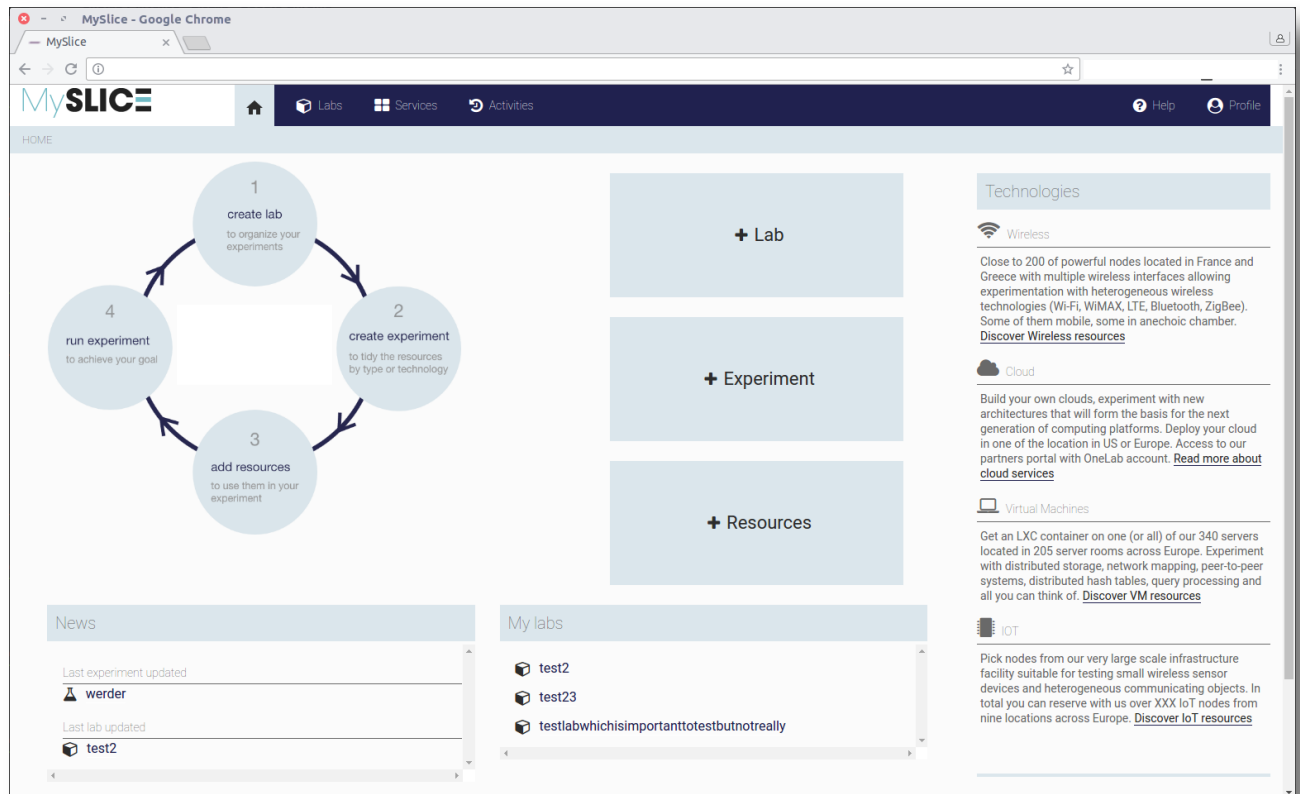 MySlice - Google Chrome
MySlice
MySLICE
Labs
Services
Activities
Help
Profile
HOME
1
create lab
to organize your
experiments
2
create experiment
to tidy the resources
by type or technology
3
add resources
to use them in your
experiment
4
run experiment
to achieve your goal
+ Lab
+ Experiment
+ Resources
Technologies
Wireless
Close to 200 of powerful nodes located in France and
Greece with multiple wireless interfaces allowing
experimentation with heterogeneous wireless
technologies (Wi-Fi, WiMAX, LTE, Bluetooth, ZigBee).
Some of them mobile, some in anechoic chamber.
Discover Wireless resources
Cloud
Build your own clouds, experiment with new
architectures that will form the basis for the next
generation of computing platforms. Deploy your cloud
in one of the location in US or Europe. Access to our
partners portal with OneLab account. Read more about
cloud services
Virtual Machines
Get an LXC container on one (or all) of our 340 servers
located in 205 server rooms across Europe. Experiment
with distributed storage, network mapping, peer-to-peer
systems, distributed hash tables, query processing and
all you can think of. Discover VM resources
IOT
Pick nodes from our very large scale infrastructure
facility suitable for testing small wireless sensor
devices and heterogeneous communicating objects. In
total you can reserve with us over XXX IoT nodes from
nine locations across Europe. Discover IoT resources
News
Last experiment updated
werder
Last lab updated
test2
My labs
test2
test23
testlabwhichisimportanttotestbutnotreally